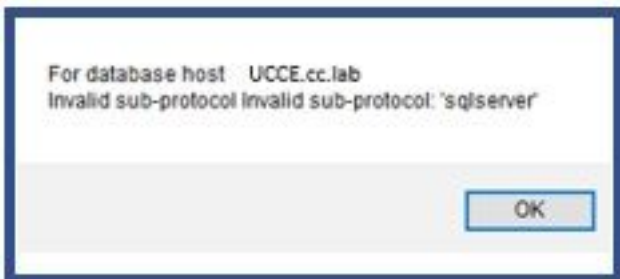 For database host UCCE.cc.lab
Invalid sub-protocol Invalid sub-protocol: 'sqlserver'
OK